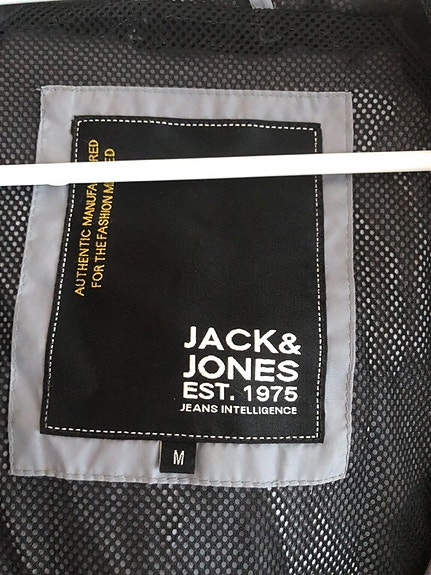 AUTHENTIC
FOR THE FASHION
JACK&
JONES
EST. 1975
JEANS INTELLIGENCE
M